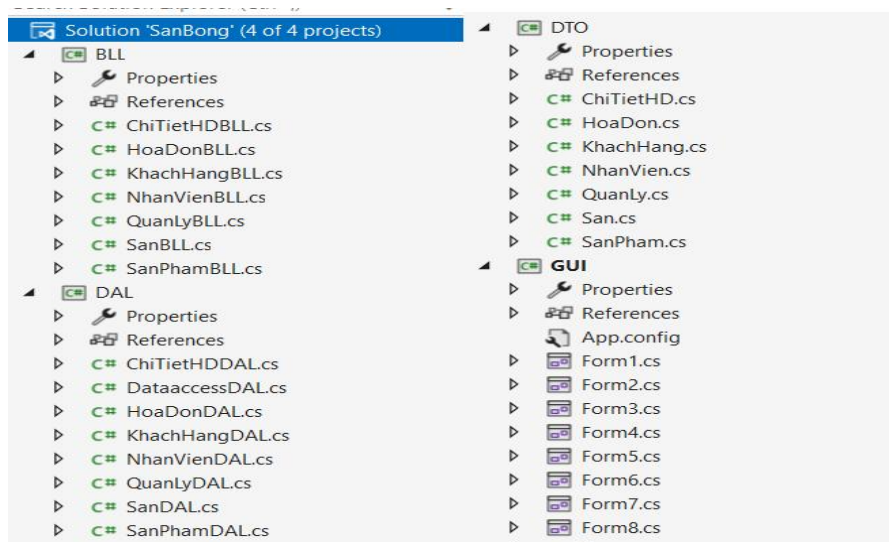 Solution 'SanBong' (4 of 4 projects)
C# BLL
Properties
References
C# ChiTietHDBLL.cs
C# HoaDonBLL.cs
C# KhachHangBLL.cs
C# NhanVienBLL.cs
C# QuanLyBLL.cs
C# SanBLL.cs
C# SanPhamBLL.cs
C# DAL
Properties
References
C# ChiTietHDDAL.cs
C# DataaccessDAL.cs
C# HoaDonDAL.cs
C# KhachHangDAL.cs
C# NhanVienDAL.cs
C# QuanLyDAL.cs
C# SanDAL.cs
C# SanPhamDAL.cs
C# DTO
Properties
References
C# ChiTietHD.cs
C# HoaDon.cs
C# KhachHang.cs
C# NhanVien.cs
C# QuanLy.cs
C# San.cs
C# SanPham.cs
C# GUI
Properties
References
App.config
Form1.cs
Form2.cs
Form3.cs
Form4.cs
Form5.cs
Form6.cs
Form7.cs
Form8.cs